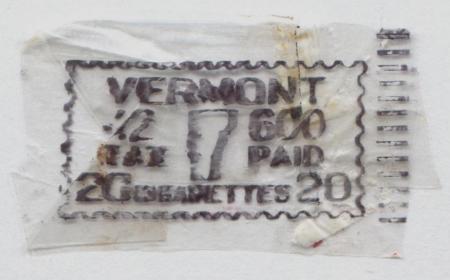 VERMONT
1/2 7 600
TAX PAID
20 CIGARETTES 20